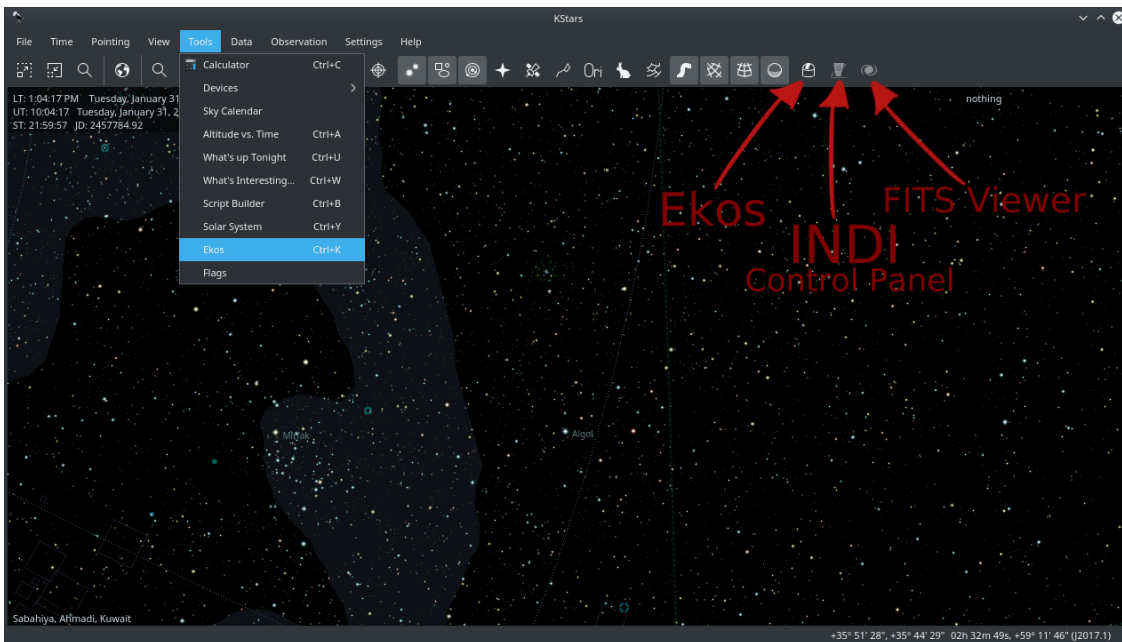 KStars
File Time Pointing View Tools Data Observation Settings Help
Calculator Ctrl+C
Devices
Sky Calendar
Altitude vs. Time Ctrl+A
What's up Tonight Ctrl+U
What's Interesting... Ctrl+W
Script Builder Ctrl+B
Solar System Ctrl+Y
Ekos Ctrl+K
Flags
Ori
LT: 1:04:17 PM Tuesday, January 31
UT: 10:04:17 Tuesday, January 31, 2
ST: 21:59:57 JD: 2457784.92
nothing
Ekos
INDI
Control Panel
FITS Viewer
Mirfak
Algol
Sabahiya, Ahmadi, Kuwait
+35° 51' 28", +35° 44' 29" 02h 32m 49s, +59° 11' 46" (J2017.1)